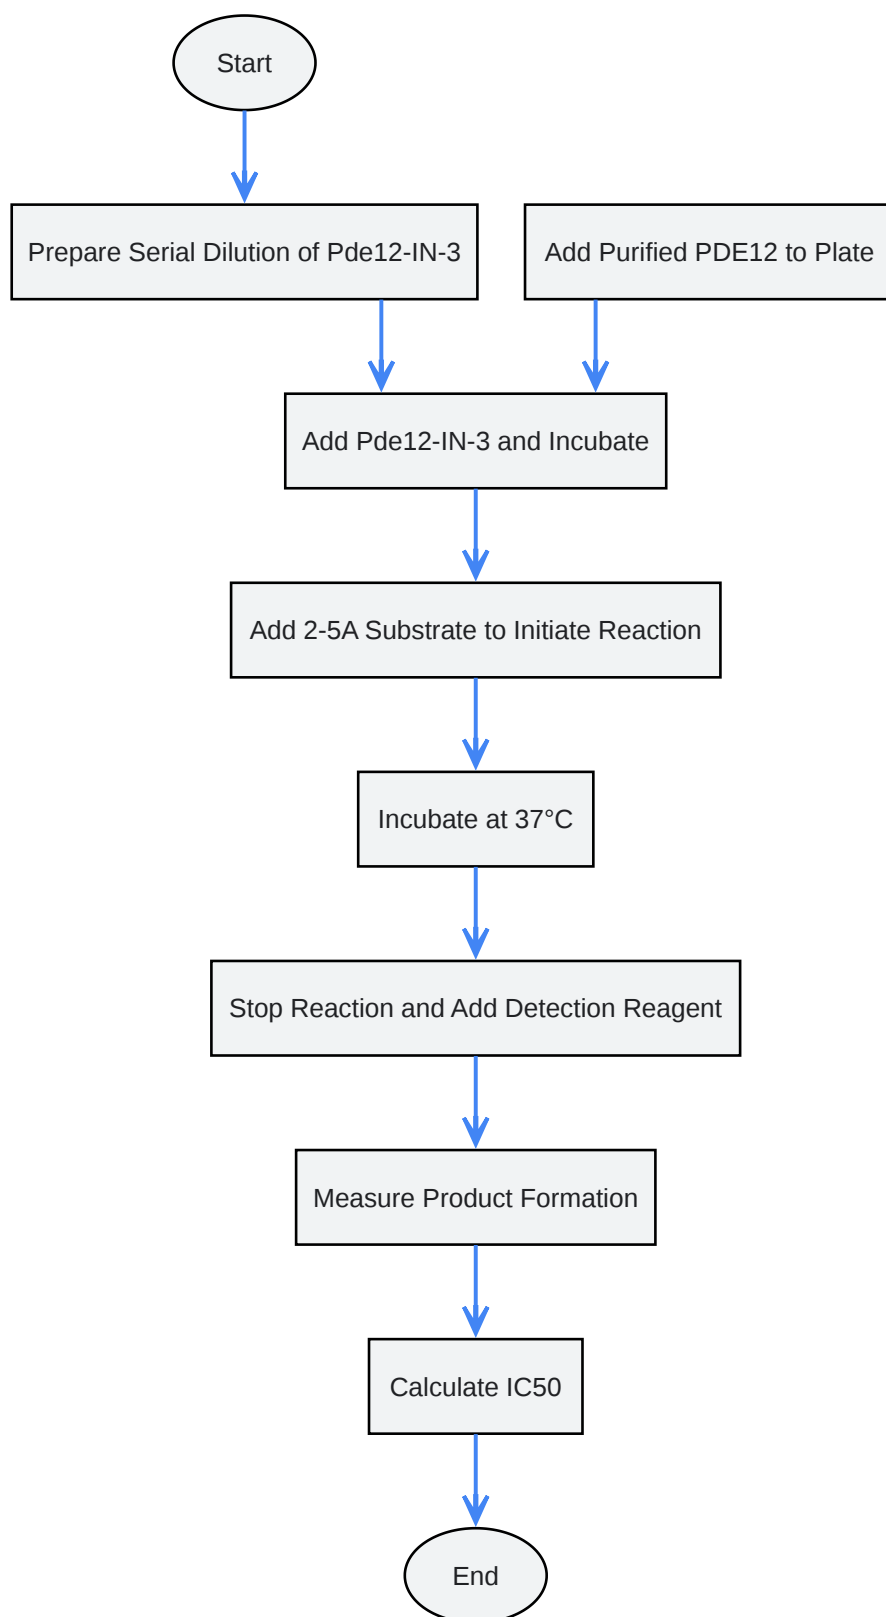 Start
Prepare Serial Dilution of Pde12-IN-3
Add Purified PDE12 to Plate
Add Pde12-IN-3 and Incubate
Add 2-5A Substrate to Initiate Reaction
Incubate at 37°C
Stop Reaction and Add Detection Reagent
Measure Product Formation
Calculate IC50
End